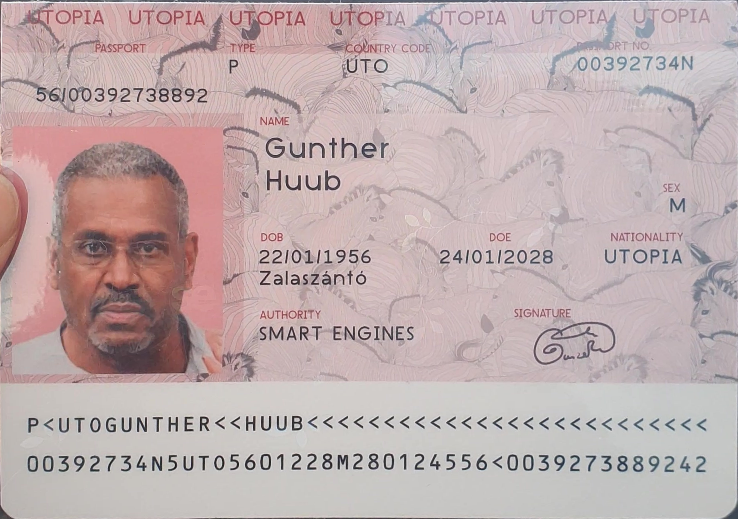 UTOPIA UTOPIA UTOPIA UTOPIA UTOPIA UTOPIA UTOPIA
PASSPORT TYPE COUNTRY CODE PASSPORT NO
P UTO 00392734N
56/00392738892
NAME
Gunther
Huub
SEX
M
DOB DOE NATIONALITY
22/01/1956 24/01/2028 UTOPIA
Zalaszántó
AUTHORITY SIGNATURE
SMART ENGINES
P<UTOGUNTHER<<HUUB<<<<<<<<<<<<<<<<<<<<<<<<<<
00392734N5UTO5601228M280124556<0039273889242